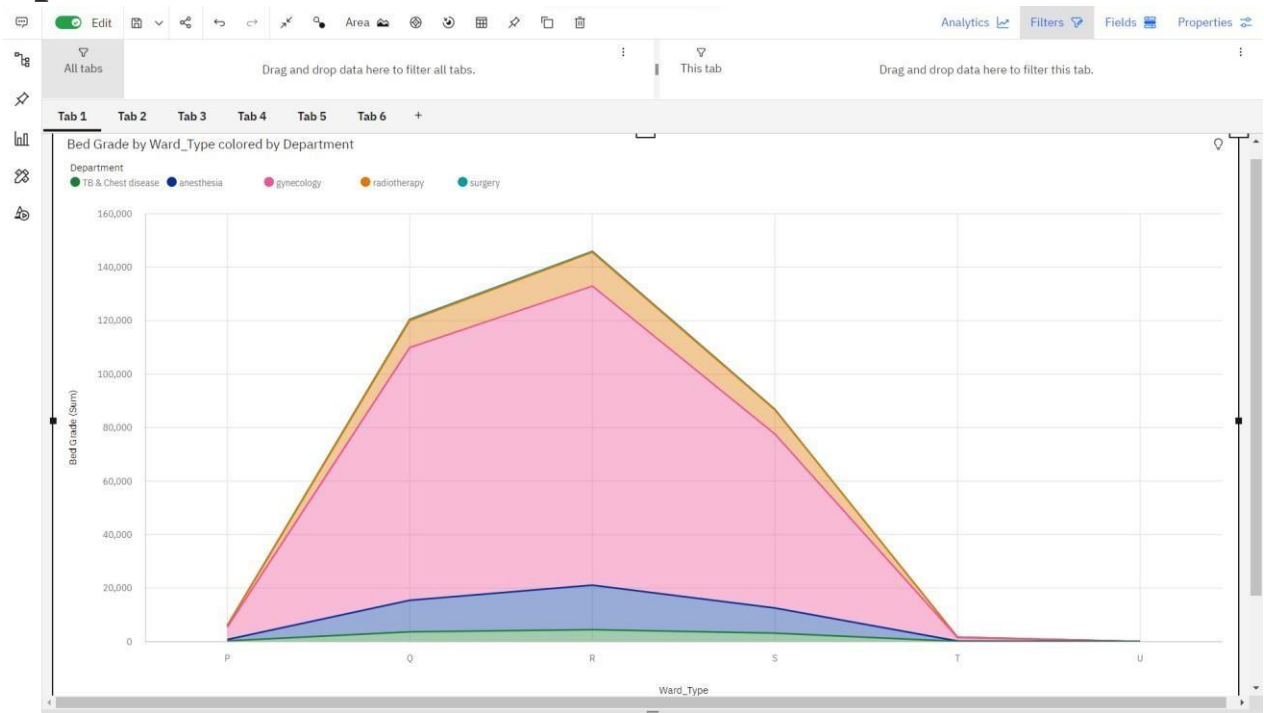 Edit Area Analytics Filters Fields Properties
All tabs Drag and drop data here to filter all tabs. This tab Drag and drop data here to filter this tab.
Tab 1 Tab 2 Tab 3 Tab 4 Tab 5 Tab 6 +
Bed Grade by Ward_Type colored by Department
Department
TB & Chest disease anesthesia gynecology radiotherapy surgery
160,000
140,000
120,000
100,000
80,000
60,000
40,000
20,000
0
Bed Grade (Sum)
P Q R S T U
Ward_Type